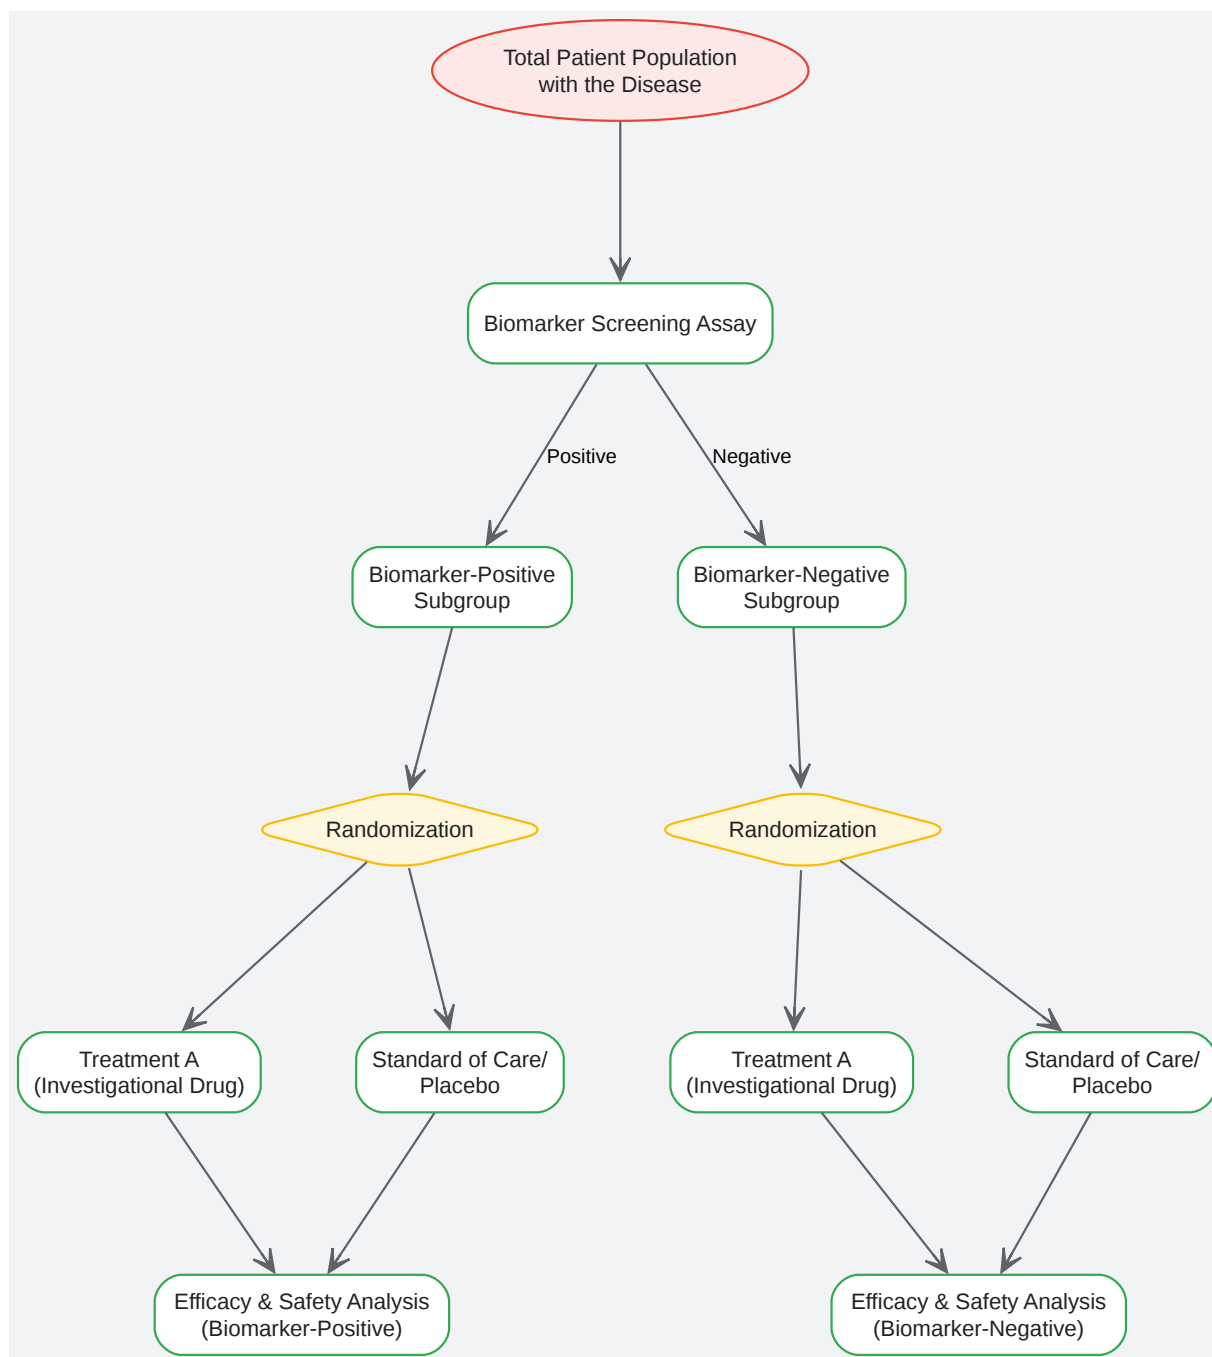 Total Patient Population
with the Disease
Biomarker Screening Assay
Positive
Negative
Biomarker-Positive
Subgroup
Biomarker-Negative
Subgroup
Randomization
Randomization
Treatment A
(Investigational Drug)
Standard of Care/
Placebo
Treatment A
(Investigational Drug)
Standard of Care/
Placebo
Efficacy & Safety Analysis
(Biomarker-Positive)
Efficacy & Safety Analysis
(Biomarker-Negative)